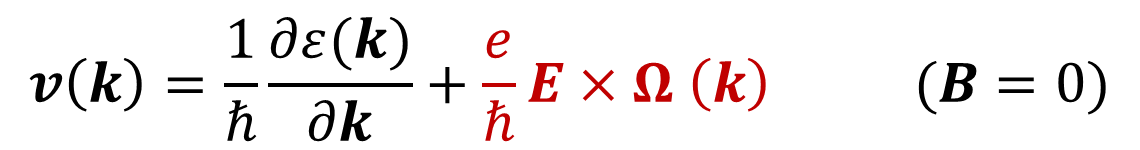 v(k) = 1/ħ ∂ε(k)/∂k + e/ħ E × Ω (k) (B = 0)